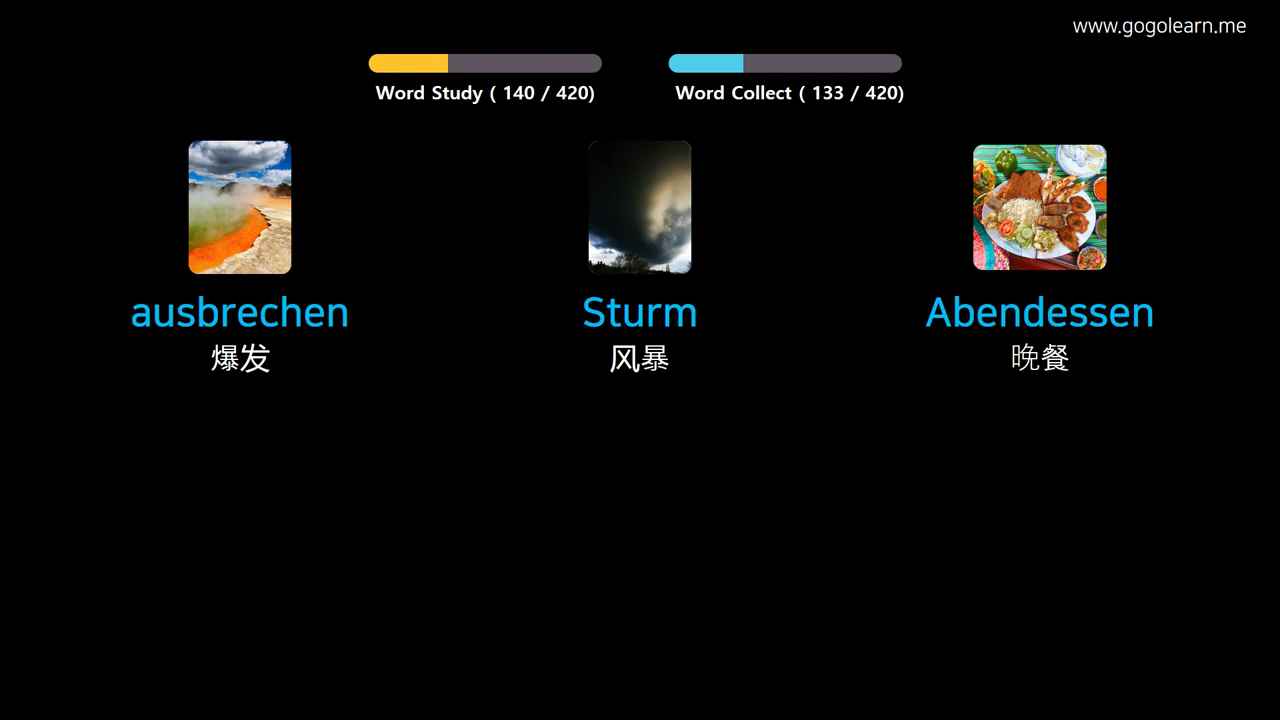 www.gogolearn.me
Word Study ( 140 / 420)
Word Collect ( 133 / 420)
ausbrechen
爆发
Sturm
风暴
Abendessen
晚餐